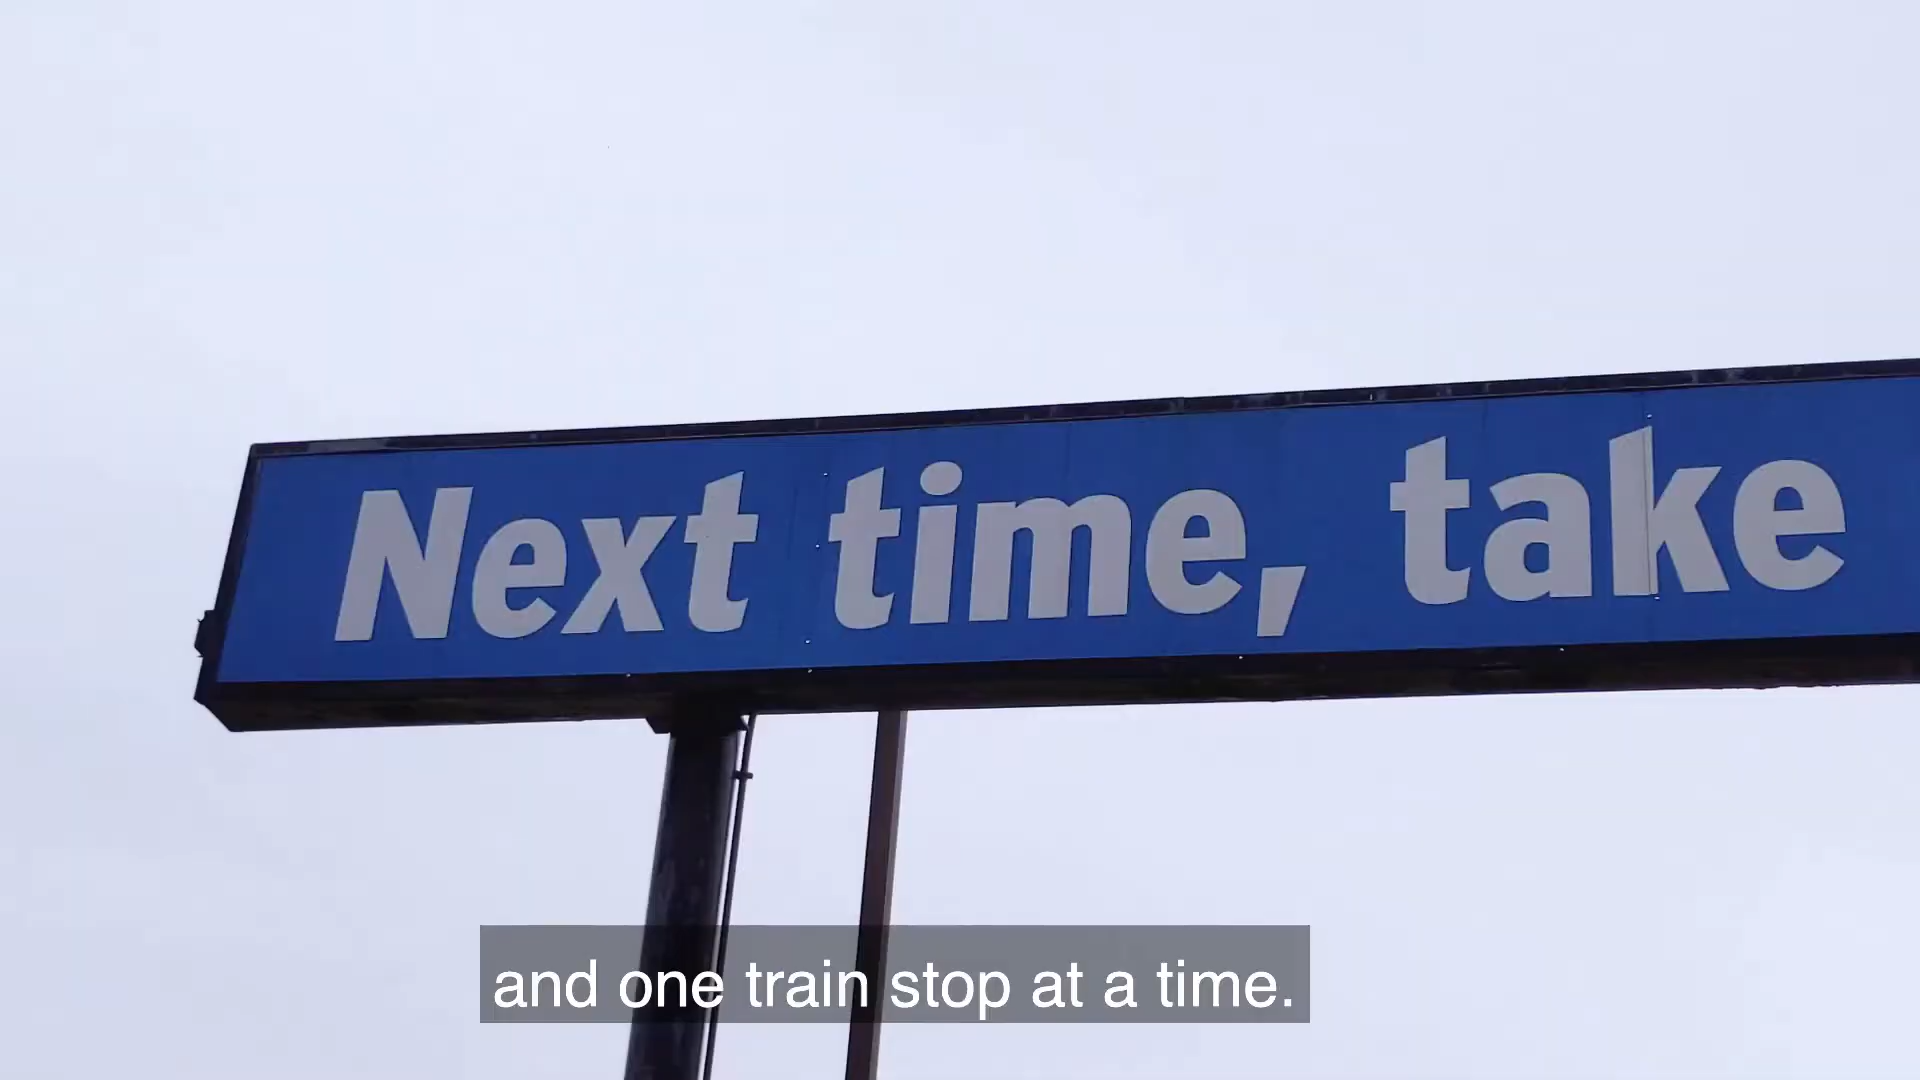 Next time, take
and one train stop at a time.